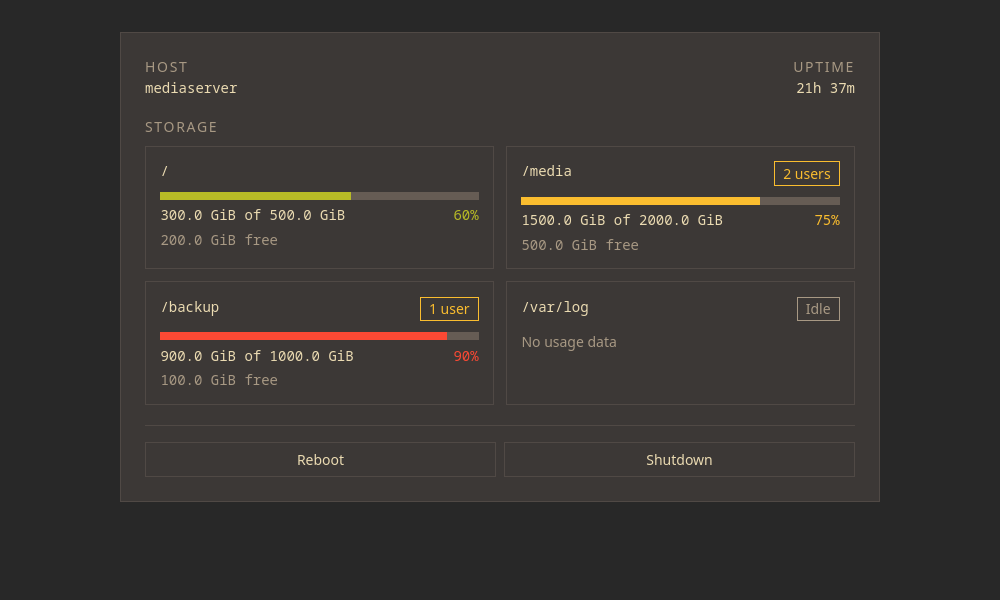 HOST
UPTIME
mediaserver
21h 37m
STORAGE
/
300.0 GiB of 500.0 GiB
60%
200.0 GiB free
/media
2 users
1500.0 GiB of 2000.0 GiB
75%
500.0 GiB free
/backup
1 user
900.0 GiB of 1000.0 GiB
90%
100.0 GiB free
/var/log
Idle
No usage data
Reboot
Shutdown